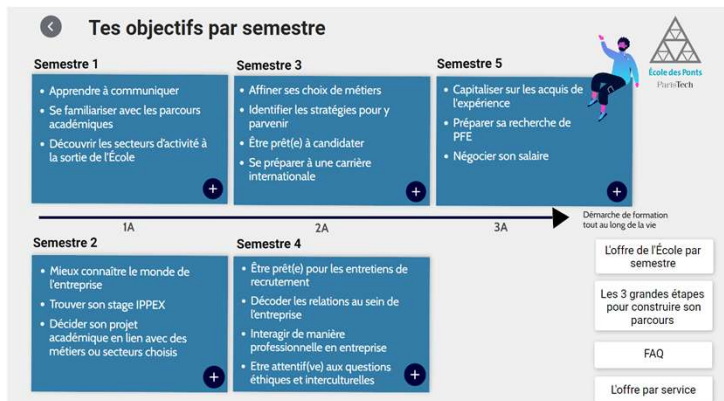 Tes objectifs par semestre
École des Ponts
ParisTech
Semestre 1
• Apprendre à communiquer
• Se familiariser avec les parcours
académiques
• Découvrir les secteurs d'activité à
la sortie de l'École
+
Semestre 3
• Affiner ses choix de métiers
• Identifier les stratégies pour y
parvenir
• Être prêt(e) à candidater
• Se préparer à une carrière
internationale
+
Semestre 5
• Capitaliser sur les acquis de
l'expérience
• Préparer sa recherche de
PFE
• Négocier son salaire
+
1A
2A
3A
Démarche de formation
tout au long de la vie
Semestre 2
• Mieux connaître le monde de
l'entreprise
• Trouver son stage IPPEX
• Décider son projet
académique en lien avec des
métiers ou secteurs choisis
+
Semestre 4
• Être prêt(e) pour les entretiens de
recrutement
• Décoder les relations au sein de
l'entreprise
• Interagir de manière
professionnelle en entreprise
• Etre attentif(ve) aux questions
éthiques et interculturelles
+
L'offre de l'École par
semestre
Les 3 grandes étapes
pour construire son
parcours
FAQ
L'offre par service